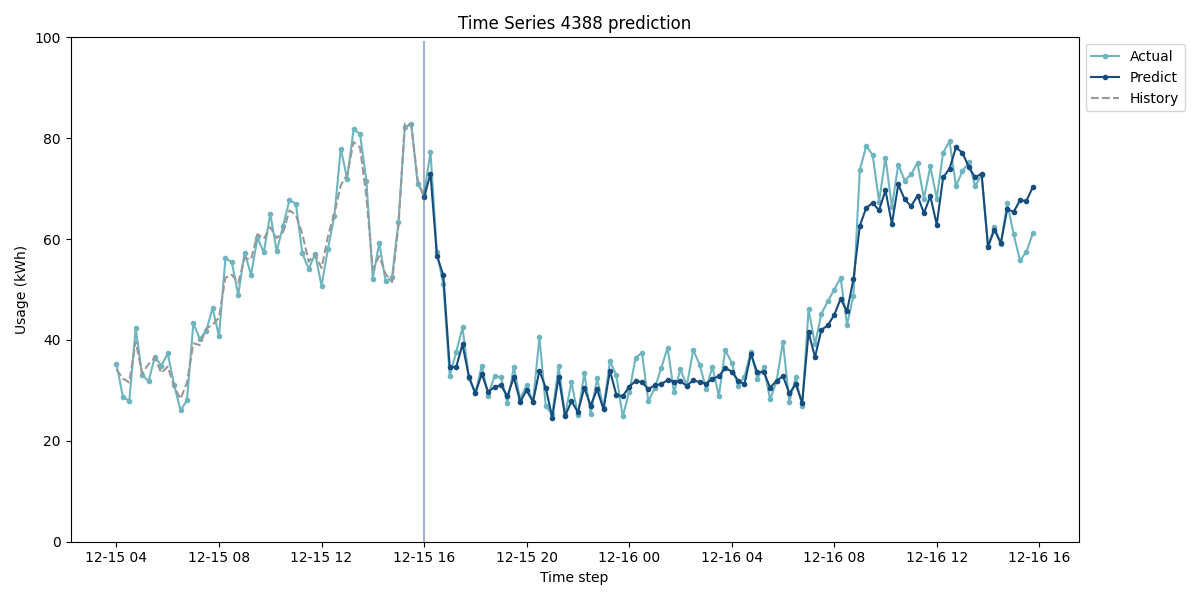 Time Series 4388 prediction
Usage (kWh)
100
80
60
40
20
0
12-15 04
12-15 08
12-15 12
12-15 16
12-15 20
12-16 00
12-16 04
12-16 08
12-16 12
12-16 16
Time step
Actual
Predict
History